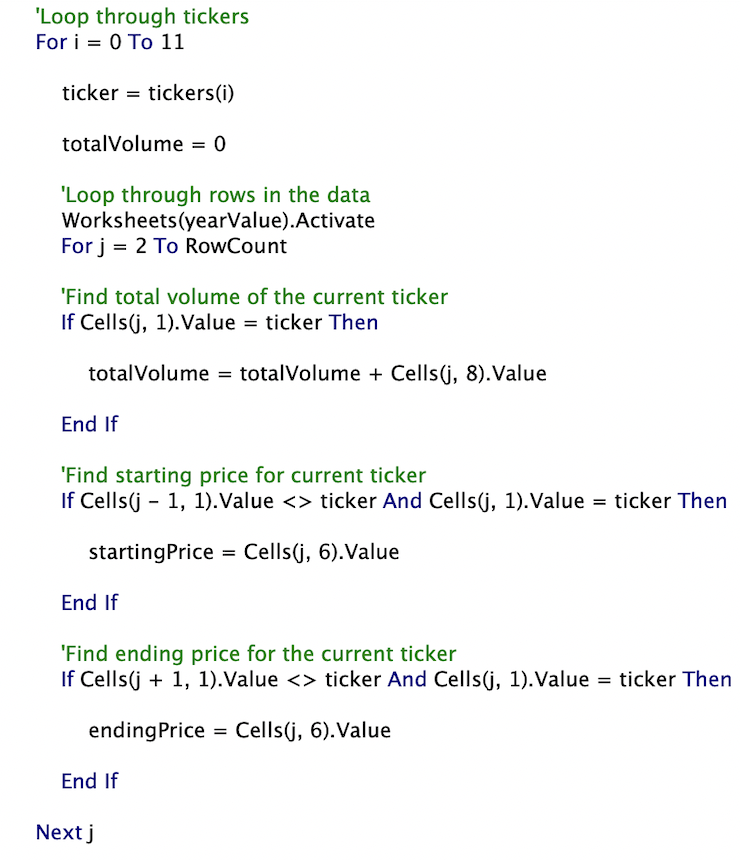 'Loop through tickers
For i = 0 To 11
ticker = tickers(i)
totalVolume = 0
'Loop through rows in the data
Worksheets(yearValue).Activate
For j = 2 To RowCount
'Find total volume of the current ticker
If Cells(j, 1).Value = ticker Then
totalVolume = totalVolume + Cells(j, 8).Value
End If
'Find starting price for current ticker
If Cells(j - 1, 1).Value <> ticker And Cells(j, 1).Value = ticker Then
startingPrice = Cells(j, 6).Value
End If
'Find ending price for the current ticker
If Cells(j + 1, 1).Value <> ticker And Cells(j, 1).Value = ticker Then
endingPrice = Cells(j, 6).Value
End If
Next j